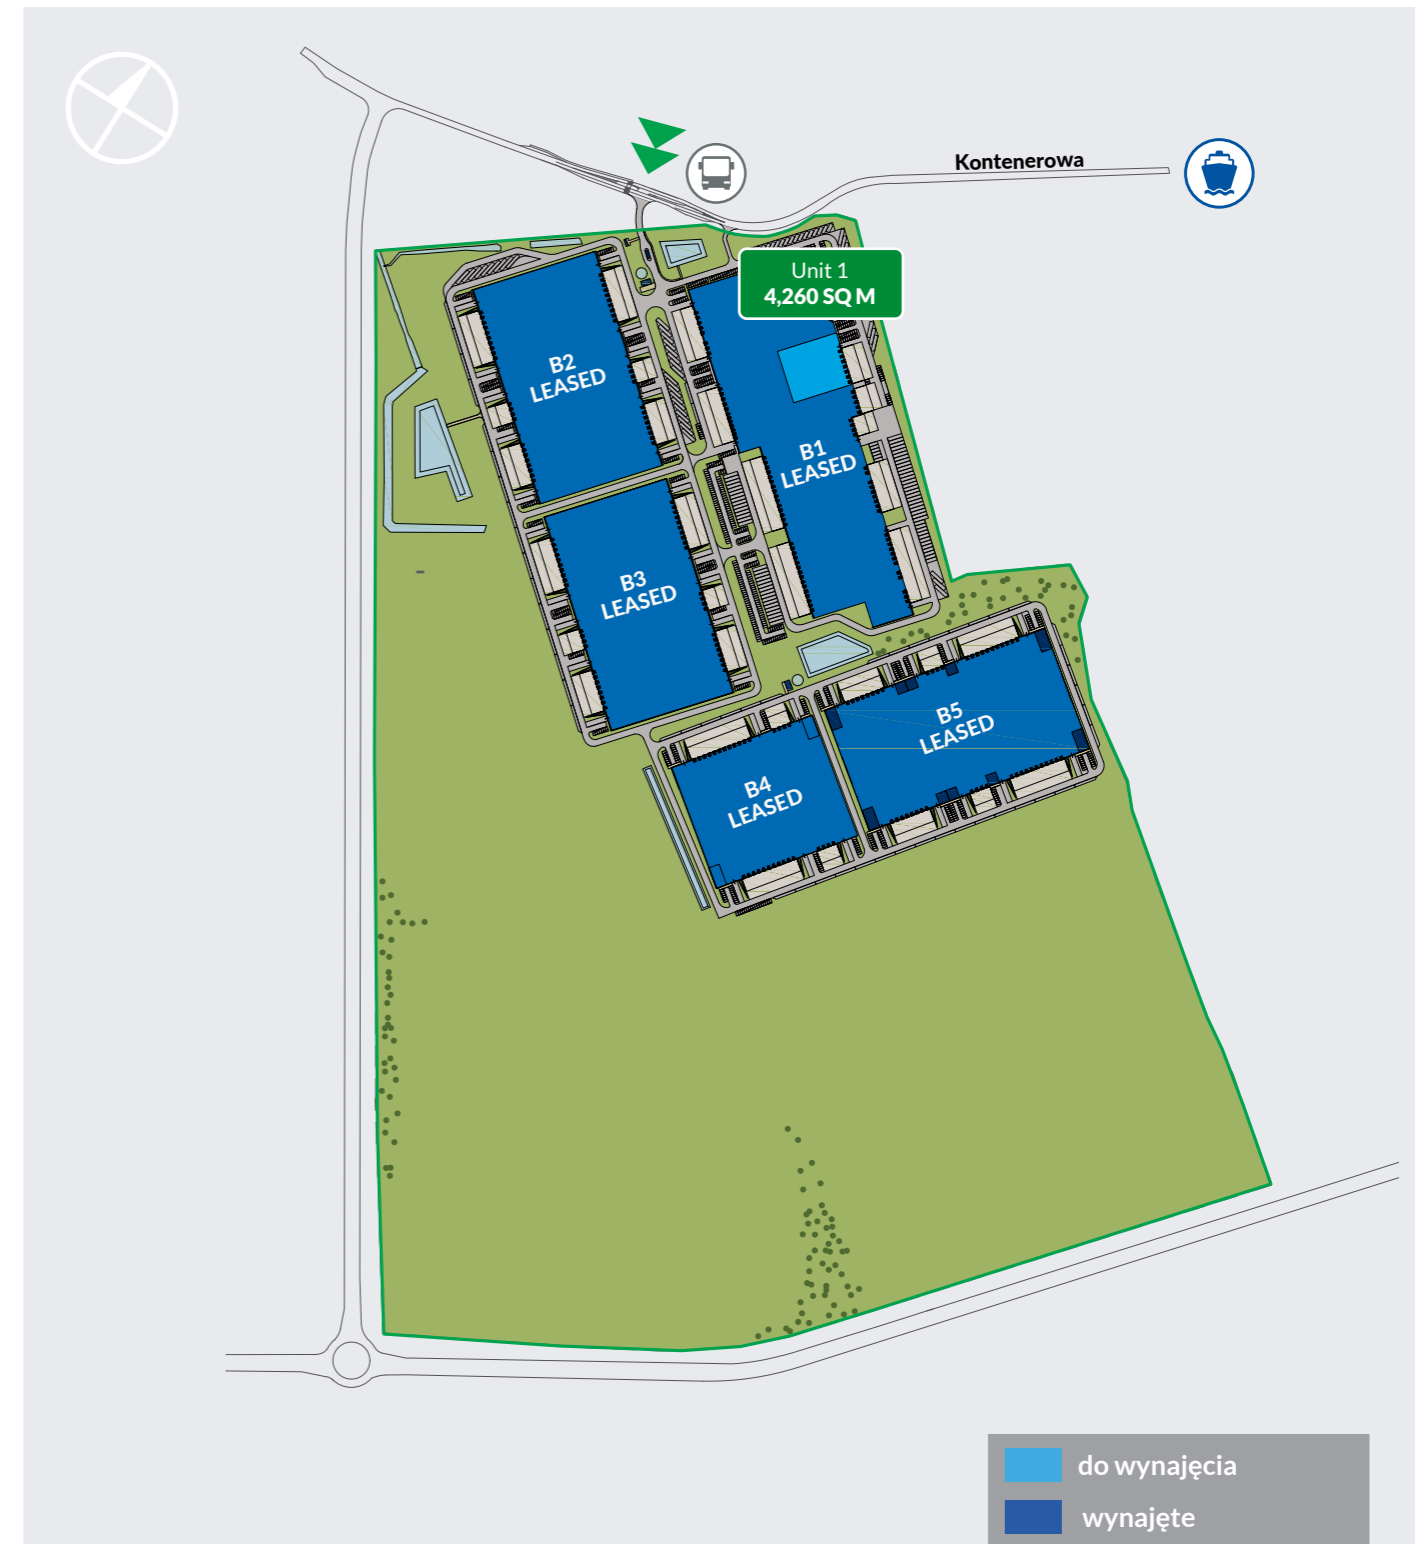 Kontenerowa
Unit 1
4,260 SQ M
B2
LEASED
B1
LEASED
B3
LEASED
B5
LEASED
B4
LEASED
do wynajęcia
wynajęte